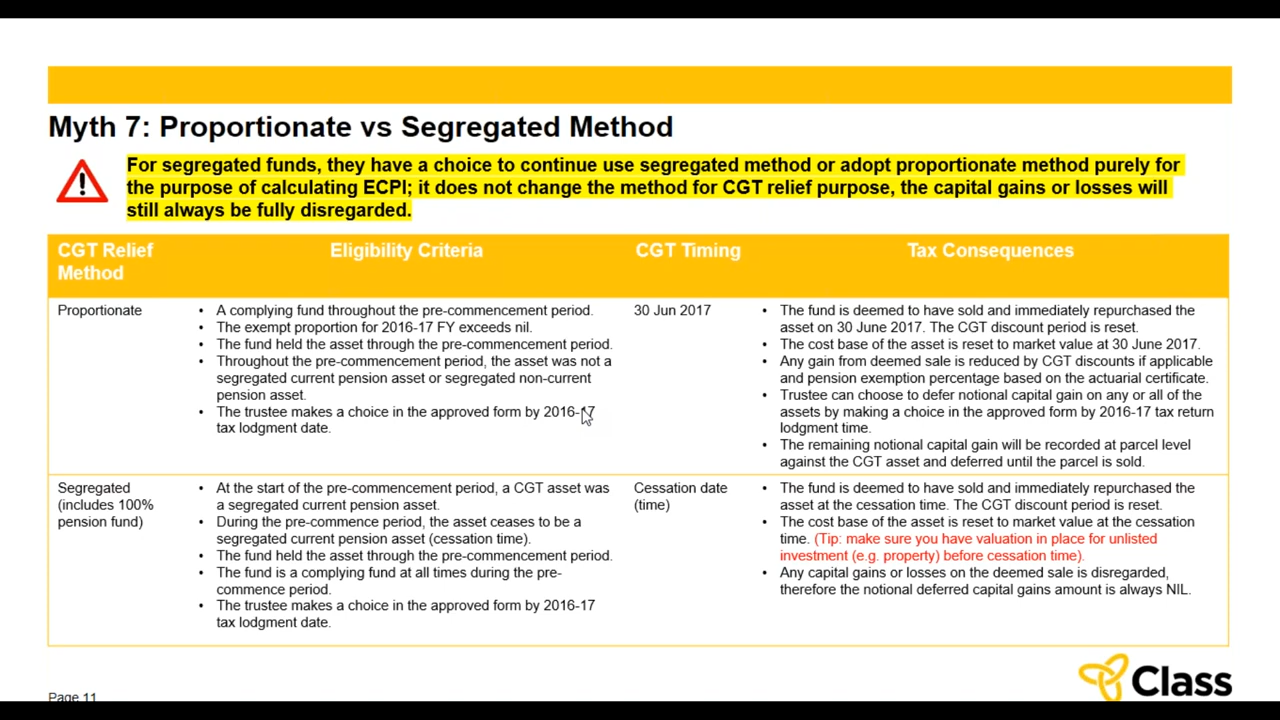 Myth 7: Proportionate vs Segregated Method
For segregated funds, they have a choice to continue use segregated method or adopt proportionate method purely for
the purpose of calculating ECPI; it does not change the method for CGT relief purpose, the capital gains or losses will
still always be fully disregarded.
CGT Relief
Method
Eligibility Criteria
CGT Timing
Tax Consequences
Proportionate
• A complying fund throughout the pre-commencement period.
• The exempt proportion for 2016-17 FY exceeds nil.
• The fund held the asset through the pre-commencement period.
• Throughout the pre-commencement period, the asset was not a
segregated current pension asset or segregated non-current
pension asset.
• The trustee makes a choice in the approved form by 2016-17
tax lodgment date.
30 Jun 2017
• The fund is deemed to have sold and immediately repurchased the
asset on 30 June 2017. The CGT discount period is reset.
• The cost base of the asset is reset to market value at 30 June 2017.
• Any gain from deemed sale is reduced by CGT discounts if applicable
and pension exemption percentage based on the actuarial certificate.
• Trustee can choose to defer notional capital gain on any or all of the
assets by making a choice in the approved form by 2016-17 tax return
lodgment time.
• The remaining notional capital gain will be recorded at parcel level
against the CGT asset and deferred until the parcel is sold.
Segregated
(includes 100%
pension fund)
• At the start of the pre-commencement period, a CGT asset was
a segregated current pension asset.
• During the pre-commence period, the asset ceases to be a
segregated current pension asset (cessation time).
• The fund held the asset through the pre-commencement period.
• The fund is a complying fund at all times during the pre-
commence period.
• The trustee makes a choice in the approved form by 2016-17
tax lodgment date.
Cessation date
(time)
• The fund is deemed to have sold and immediately repurchased the
asset at the cessation time. The CGT discount period is reset.
• The cost base of the asset is reset to market value at the cessation
time. (Tip: make sure you have valuation in place for unlisted
investment (e.g. property) before cessation time).
• Any capital gains or losses on the deemed sale is disregarded,
therefore the notional deferred capital gains amount is always NIL.
Page 11
Class